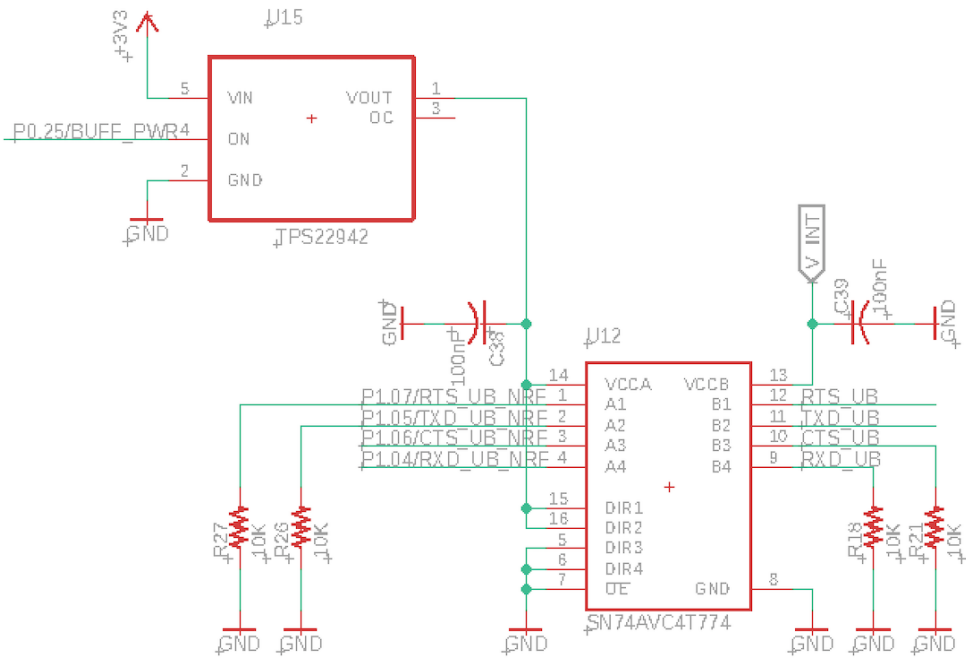 U15
+3V3
5
VIN
VOUT
1
OC
3
P0.25/BUFF_PWR
4
ON
2
GND
GND
TPS22942
V_INT
GND
100nF
C38
C39
100nF
GND
U12
14
VCCA
VCCB
13
P1.07/RTS_UB_NRF
1
A1
B1
12
RTS_UB
P1.05/TXD_UB_NRF
2
A2
B2
11
TXD_UB
P1.06/CTS_UB_NRF
3
A3
B3
10
CTS_UB
P1.04/RXD_UB_NRF
4
A4
B4
9
RXD_UB
15
DIR1
16
DIR2
5
DIR3
6
DIR4
7
OE
GND
8
R27
10K
R26
10K
R18
10K
R21
10K
SN74AVC4T774
GND
GND
GND
GND
GND
GND